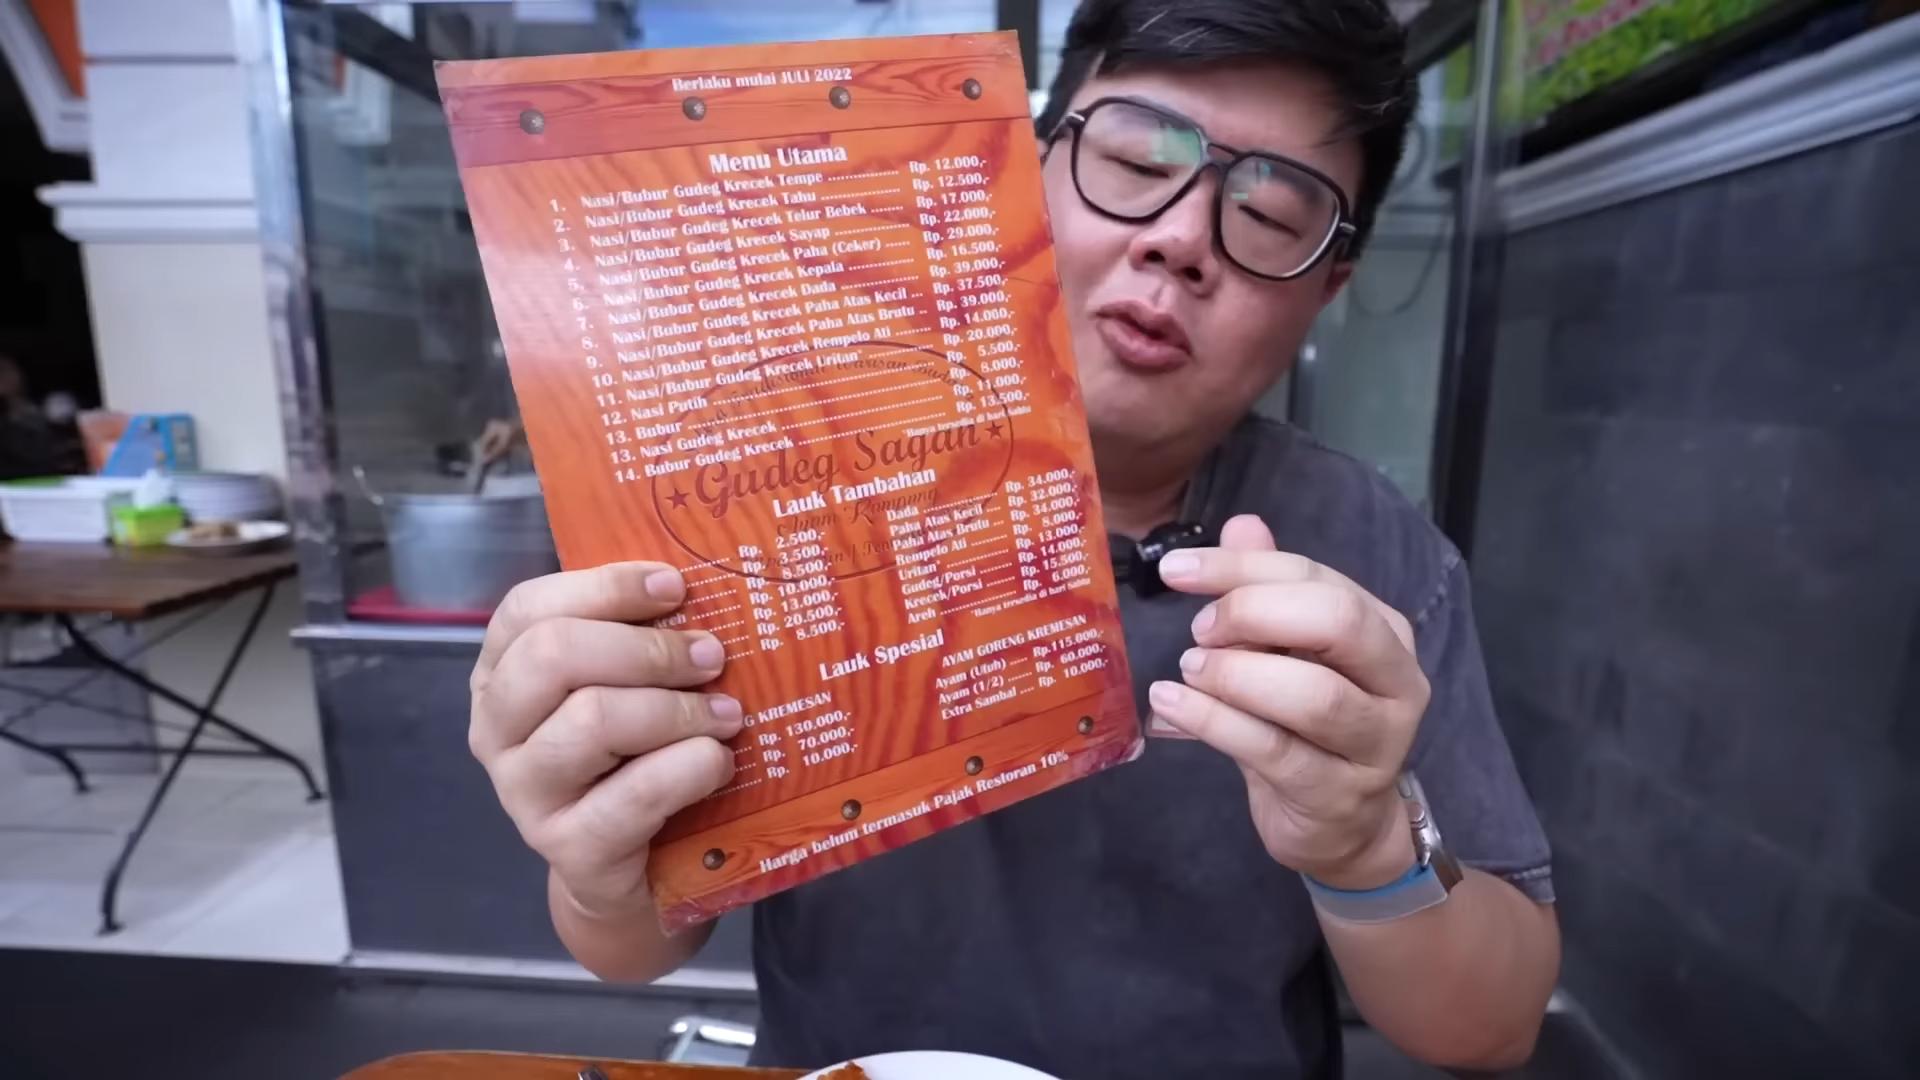 Berlaku mulai JULI 2022
Menu Utama
1. Nasi/Bubur Gudeg Krecek Tempe .................. Rp. 12.000,-
2. Nasi/Bubur Gudeg Krecek Tahu .................... Rp. 12.500,-
3. Nasi/Bubur Gudeg Krecek Telur Bebek ........ Rp. 17.000,-
4. Nasi/Bubur Gudeg Krecek Sayap ................... Rp. 22.000,-
5. Nasi/Bubur Gudeg Krecek Paha (Ceker) ...... Rp. 29.000,-
6. Nasi/Bubur Gudeg Krecek Kepala ................ Rp. 16.500,-
7. Nasi/Bubur Gudeg Krecek Dada ................... Rp. 39.000,-
8. Nasi/Bubur Gudeg Krecek Paha Atas Kecil ... Rp. 37.500,-
9. Nasi/Bubur Gudeg Krecek Paha Atas Brutu .. Rp. 39.000,-
10. Nasi/Bubur Gudeg Krecek Rempelo Ati ......... Rp. 14.000,-
11. Nasi/Bubur Gudeg Krecek Uritan* ................ Rp. 20.000,-
12. Nasi Putih ................ Rp. 5.500,-
13. Bubur ................ Rp. 8.000,-
13. Nasi Gudeg Krecek ................ Rp. 11.000,-
14. Bubur Gudeg Krecek ................ Rp. 13.500,-
*Hanya tersedia di hari Sabtu
★ Gudeg Sagan ★
Lauk Tambahan
Rp. 2.500,-
Rp. 3.500,-
Rp. 8.500,-
Rp. 10.000,-
Areh ......... Rp. 13.000,-
Rp. 20.500,-
Rp. 8.500,-
Dada .................. Rp. 34.000,-
Paha Atas Kecil .... Rp. 32.000,-
Paha Atas Brutu ... Rp. 34.000,-
Rempelo Ati ......... Rp. 8.000,-
Uritan* ................ Rp. 13.000,-
Gudeg/Porsi ........ Rp. 14.000,-
Krecek/Porsi ....... Rp. 15.500,-
Areh .................. Rp. 6.000,-
*Hanya tersedia di hari Sabtu
Lauk Spesial
KREMESAN
Rp. 130.000,-
Rp. 70.000,-
Rp. 10.000,-
AYAM GORENG KREMESAN
Ayam (Utuh) ..... Rp.115.000,-
Ayam (1/2) ....... Rp. 60.000,-
Extra Sambal .... Rp. 10.000,-
Harga belum termasuk Pajak Restoran 10%